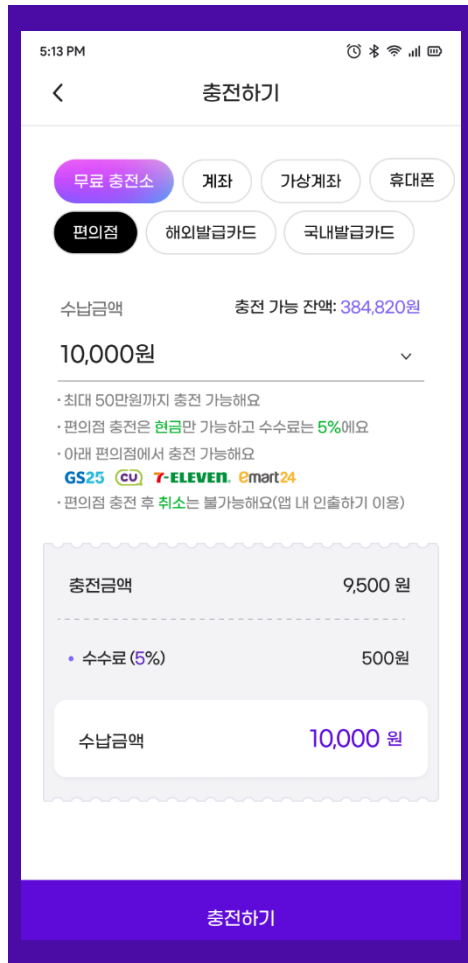 5:13 PM
충전하기
무료 충전소 계좌 가상계좌 휴대폰
편의점 해외발급카드 국내발급카드
수납금액 충전 가능 잔액: 384,820원
10,000원
· 최대 50만원까지 충전 가능해요
· 편의점 충전은 현금만 가능하고 수수료는 5%에요
· 아래 편의점에서 충전 가능해요
GS25 CU 7-ELEVEN. emart24
· 편의점 충전 후 취소는 불가능해요(앱 내 인출하기 이용)
충전금액 9,500 원
• 수수료 (5%) 500원
수납금액 10,000 원
충전하기